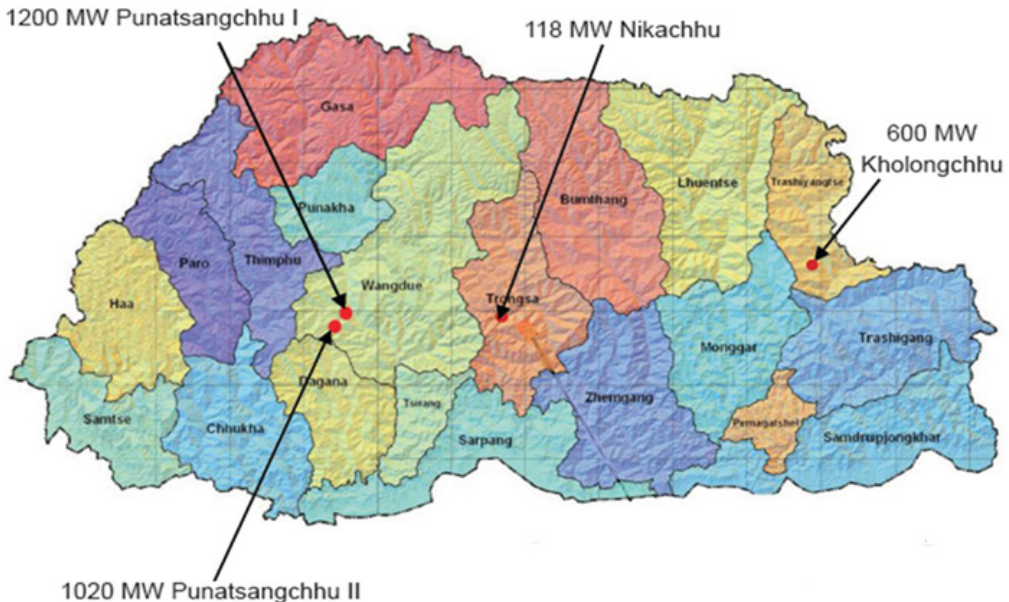 1200 MW Punatsangchhu I
118 MW Nikachhu
600 MW
Kholongchhu
Gasa
Punakha
Bumthang
Lhuentse
Trashiyangtse
Paro
Thimphu
Wangdue
Haa
Trongsa
Monggar
Trashigang
Dagana
Tsirang
Zhemgang
Pemagatshel
Samtse
Chhukha
Sarpang
Samdrupjongkhar
1020 MW Punatsangchhu II